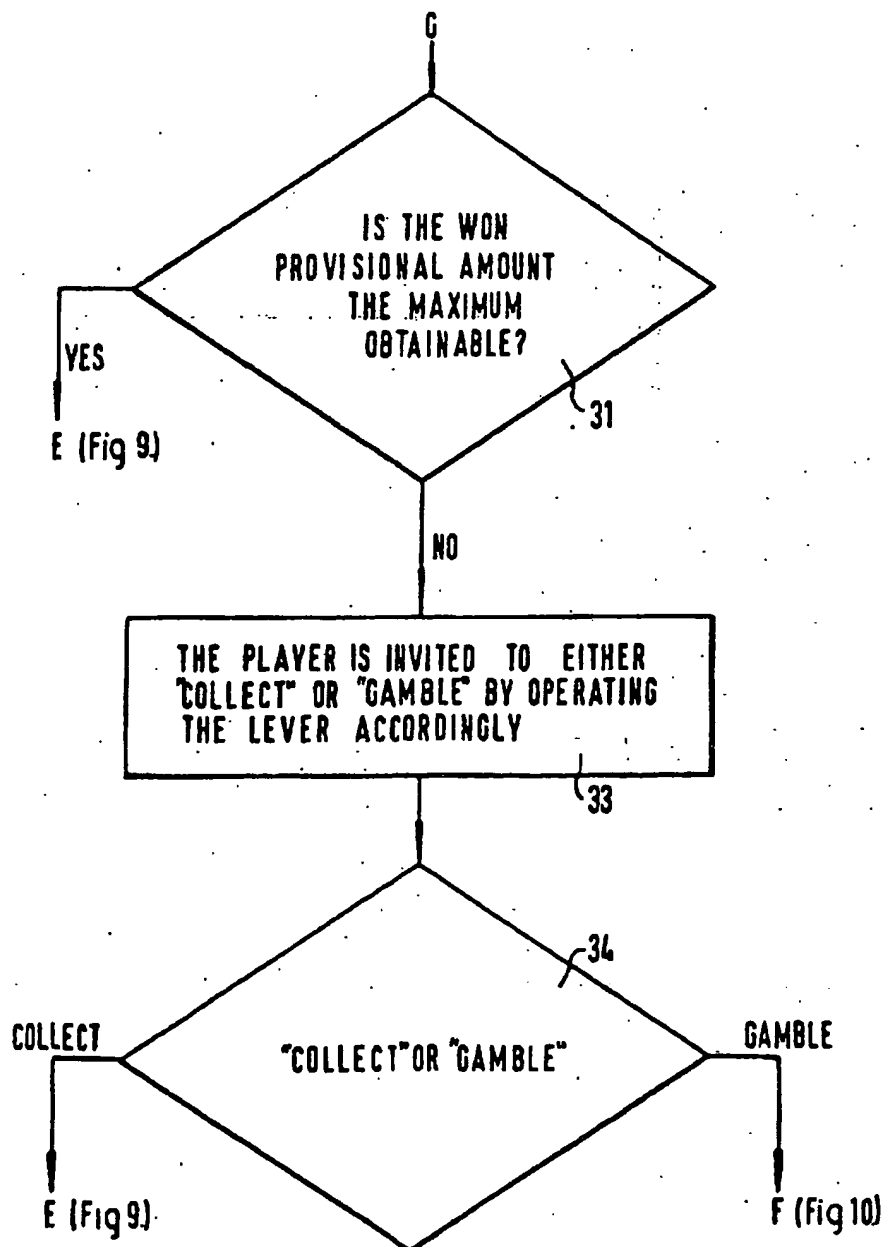 G
IS THE WON
PROVISIONAL AMOUNT
THE MAXIMUM
OBTAINABLE?
YES
31
E (Fig 9.)
NO
THE PLAYER IS INVITED TO EITHER
"COLLECT" OR "GAMBLE" BY OPERATING
THE LEVER ACCORDINGLY
33
34
COLLECT
"COLLECT" OR "GAMBLE"
GAMBLE
E (Fig 9.)
F (Fig 10)